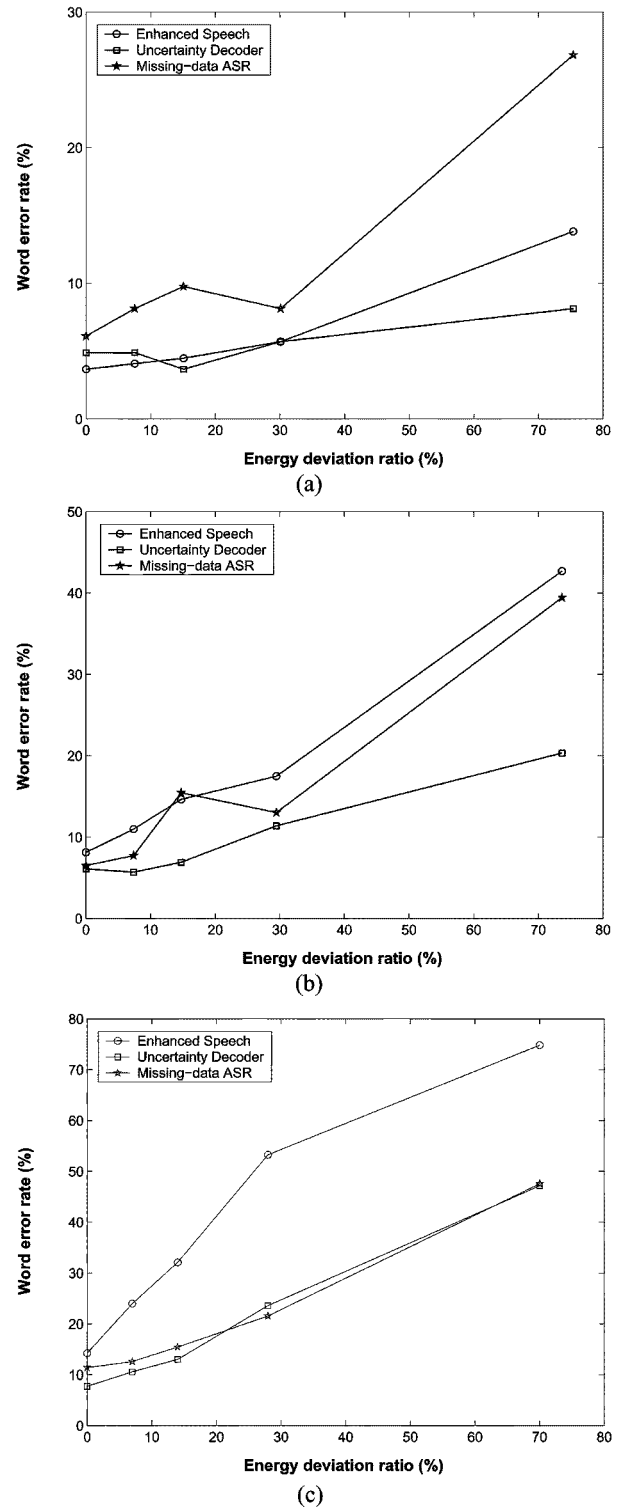 30
Enhanced Speech
Uncertainty Decoder
Missing-data ASR
20
Word error rate (%)
10
0
0 10 20 30 40 50 60 70 80
Energy deviation ratio (%)
(a)
50
Enhanced Speech
Uncertainty Decoder
Missing-data ASR
40
30
Word error rate (%)
20
10
0
0 10 20 30 40 50 60 70 80
Energy deviation ratio (%)
(b)
80
Enhanced Speech
Uncertainty Decoder
Missing-data ASR
70
60
50
Word error rate (%)
40
30
20
10
0
0 10 20 30 40 50 60 70 80
Energy deviation ratio (%)
(c)